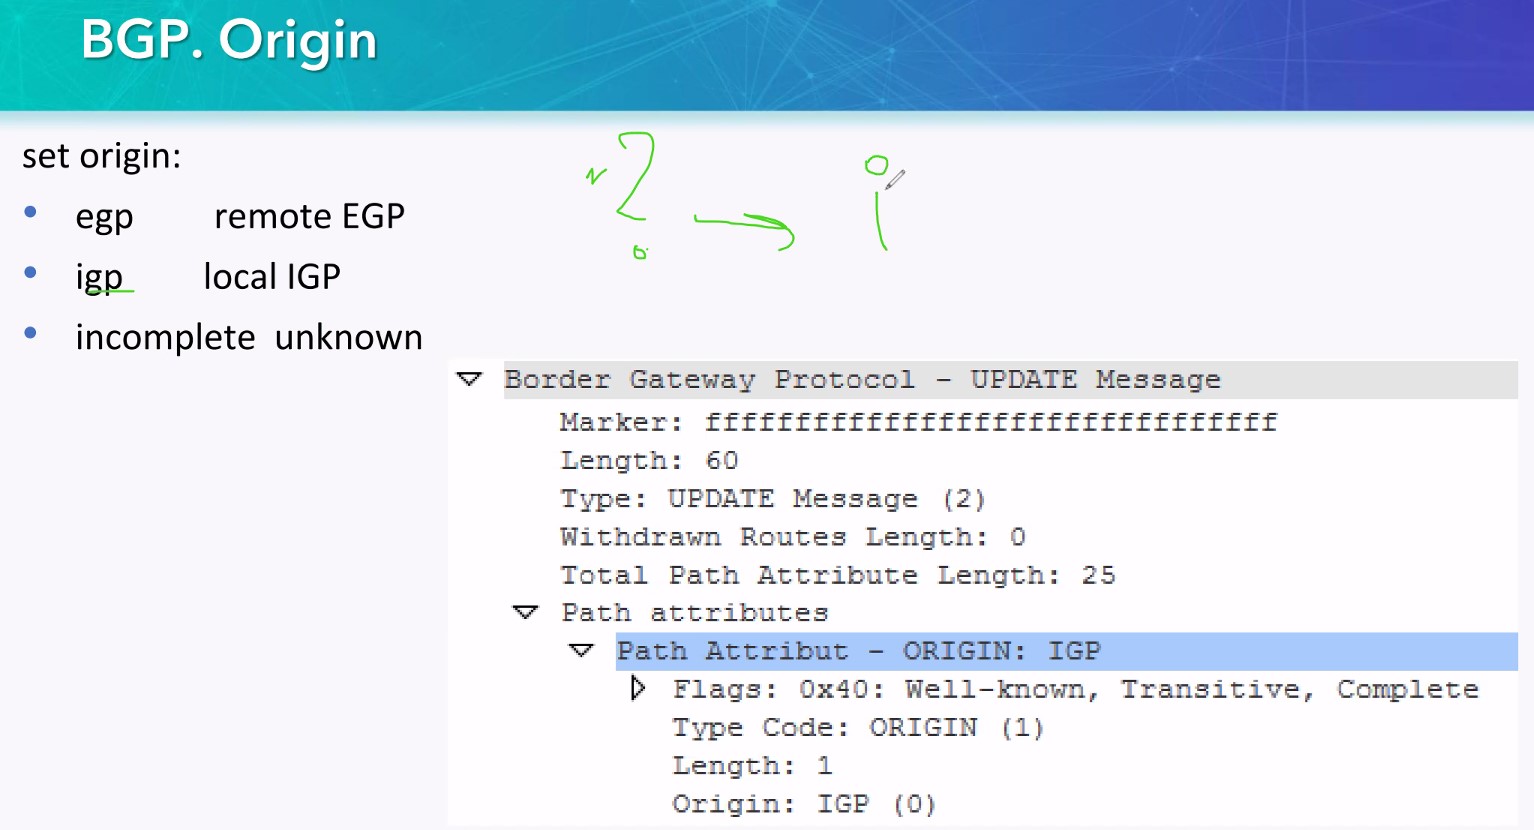 BGP. Origin
set origin:
• egp remote EGP
• igp local IGP
• incomplete unknown
? → i
Border Gateway Protocol - UPDATE Message
Marker: ffffffffffffffffffffffffffffffff
Length: 60
Type: UPDATE Message (2)
Withdrawn Routes Length: 0
Total Path Attribute Length: 25
Path attributes
Path Attribut - ORIGIN: IGP
Flags: 0x40: Well-known, Transitive, Complete
Type Code: ORIGIN (1)
Length: 1
Origin: IGP (0)